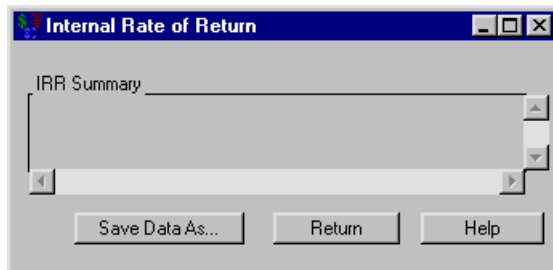 Internal Rate of Return
IRR Summary
Save Data As... Return Help